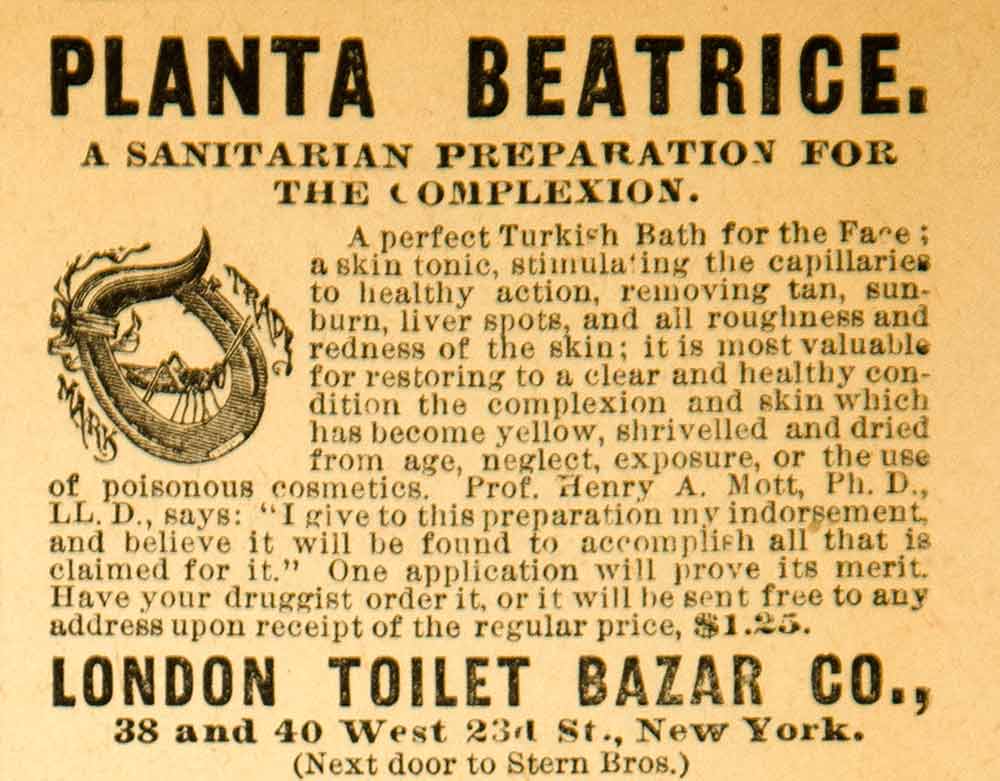 PLANTA BEATRICE.
A SANITARIAN PREPARATION FOR
THE COMPLEXION.
TRADE
MARK
A perfect Turkish Bath for the Face;
a skin tonic, stimulating the capillaries
to healthy action, removing tan, sun-
burn, liver spots, and all roughness and
redness of the skin; it is most valuable
for restoring to a clear and healthy con-
dition the complexion and skin which
has become yellow, shrivelled and dried
from age, neglect, exposure, or the use
of poisonous cosmetics. Prof. Henry A. Mott, Ph. D.,
LL. D., says: "I give to this preparation my indorsement,
and believe it will be found to accomplish all that is
claimed for it." One application will prove its merit.
Have your druggist order it, or it will be sent free to any
address upon receipt of the regular price, $1.25.
LONDON TOILET BAZAR CO.,
38 and 40 West 23d St., New York.
(Next door to Stern Bros.)